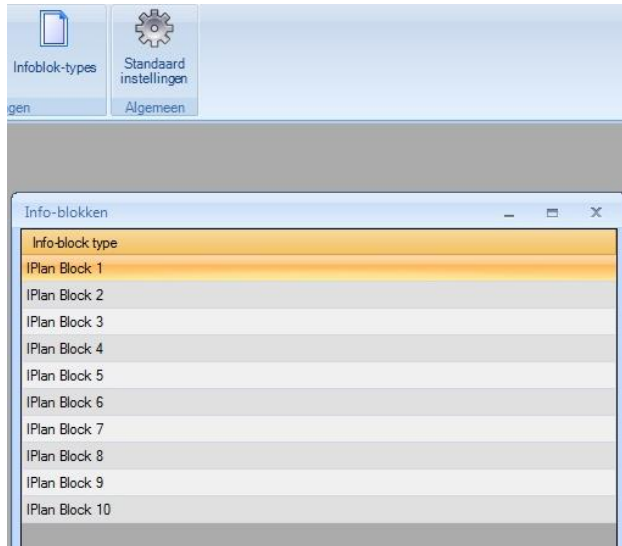 Infoblok-types
Standaard
instellingen
gen
Algemeen
Info-blokken
Info-block type
IPlan Block 1
IPlan Block 2
IPlan Block 3
IPlan Block 4
IPlan Block 5
IPlan Block 6
IPlan Block 7
IPlan Block 8
IPlan Block 9
IPlan Block 10